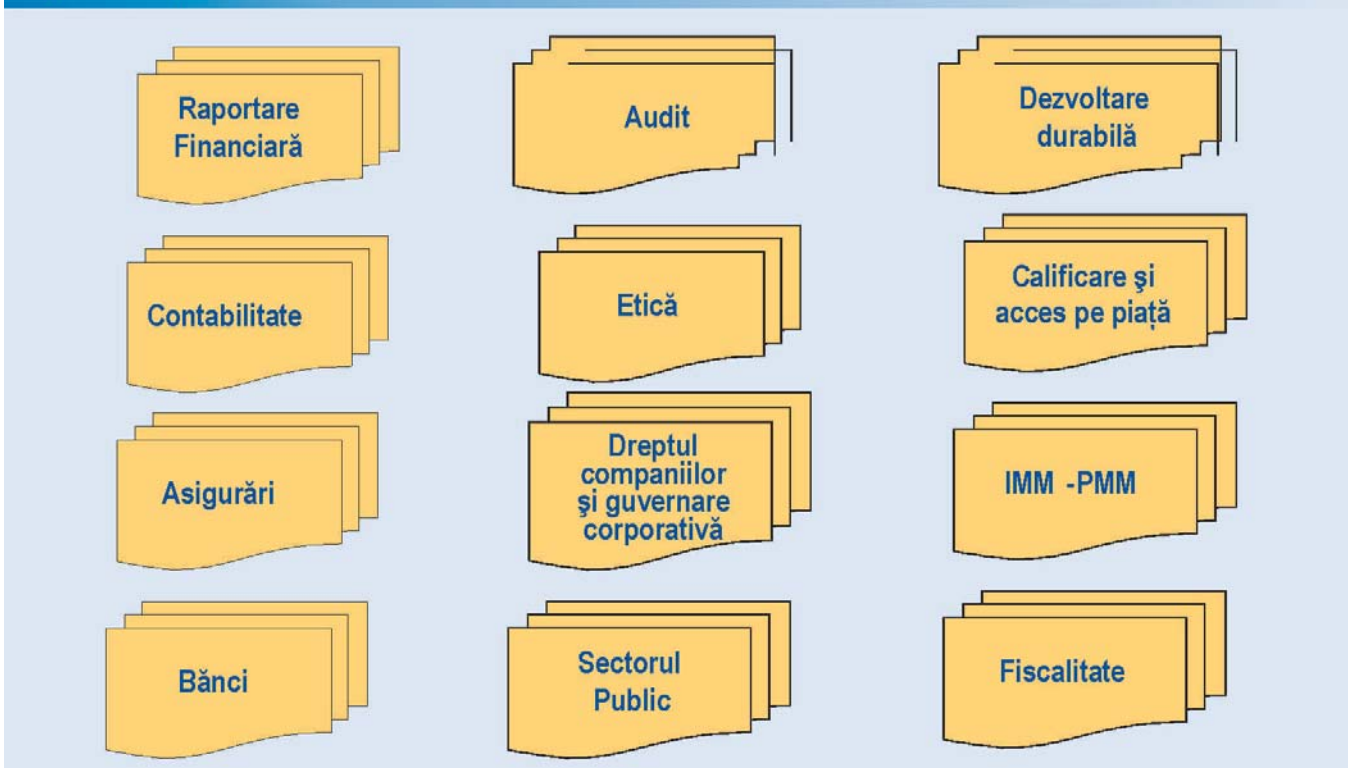 Raportare
Financiară
Audit
Dezvoltare
durabilă
Contabilitate
Etică
Calificare şi
acces pe piaţă
Asigurări
Dreptul
companiilor
şi guvernare
corporativă
IMM -PMM
Bănci
Sectorul
Public
Fiscalitate